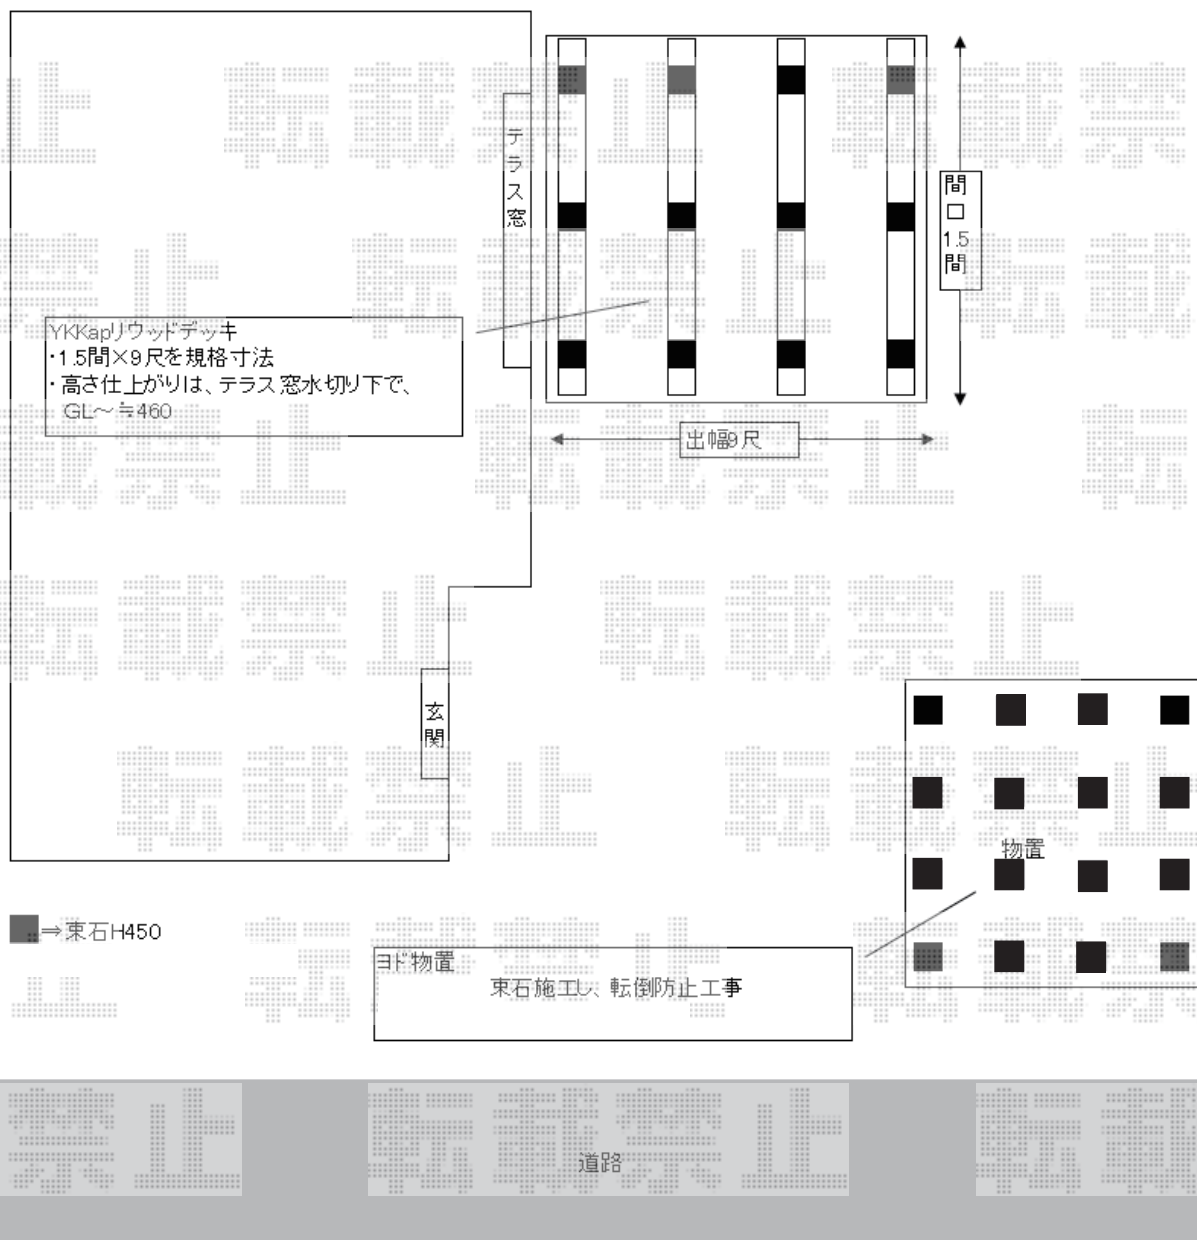 テラス窓
間口
1.5
間
YKKapリウッドデッキ
・1.5間×9尺を規格寸法
・高さ仕上がりは、テラス窓水切り下で、
GL～≒460
出幅9尺
玄関
物置
⇒束石H450
ヨド物置
束石施工し、転倒防止工事
道路
転載禁止